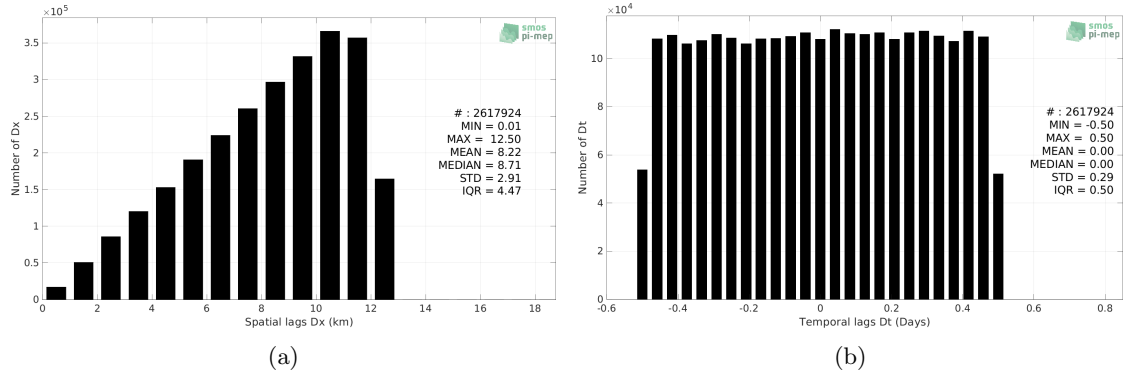 ×10⁵
Number of Dx
3.5
3
2.5
2
1.5
1
0.5
0
0 2 4 6 8 10 12 14 16 18
Spatial lags Dx (km)
smos
pi-mep
# : 2617924
MIN = 0.01
MAX = 12.50
MEAN = 8.22
MEDIAN = 8.71
STD = 2.91
IQR = 4.47
(a)
×10⁴
Number of Dt
10
8
6
4
2
0
-0.6 -0.4 -0.2 0 0.2 0.4 0.6 0.8
Temporal lags Dt (Days)
smos
pi-mep
# : 2617924
MIN = -0.50
MAX = 0.50
MEAN = 0.00
MEDIAN = 0.00
STD = 0.29
IQR = 0.50
(b)